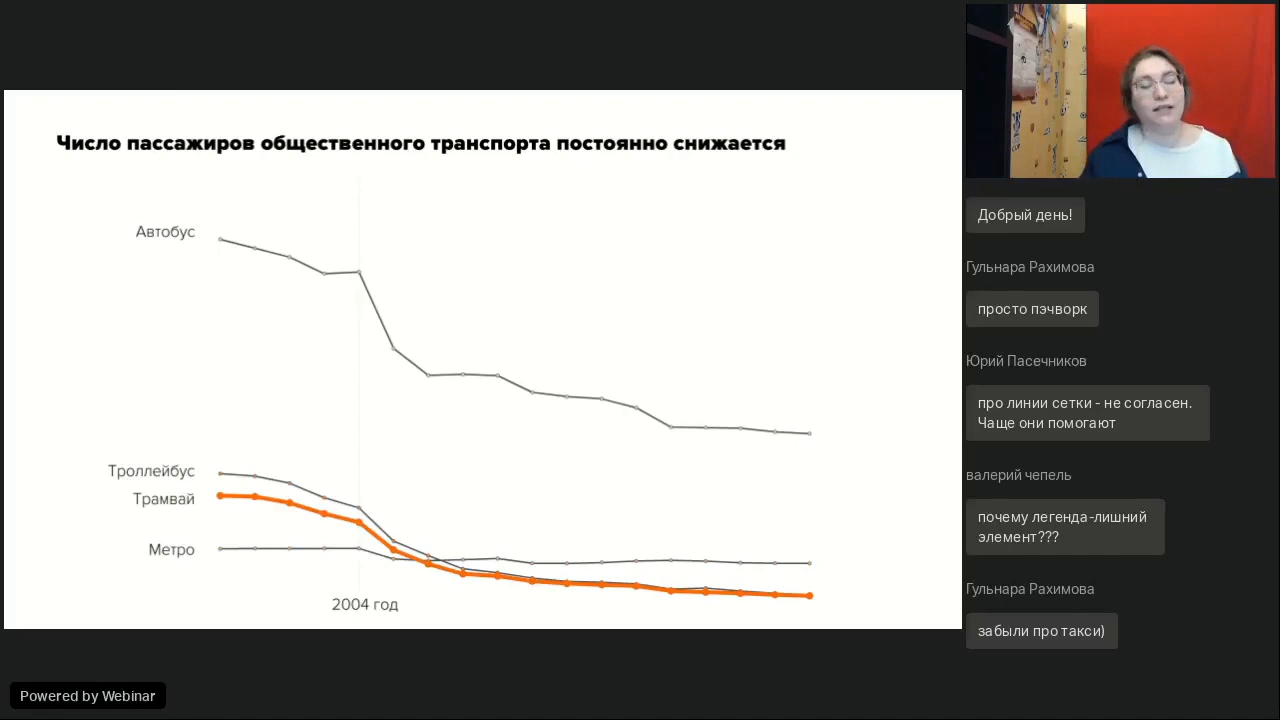 Число пассажиров общественного транспорта постоянно снижается
Автобус
Троллейбус
Трамвай
Метро
2004 год
Добрый день!
Гульнара Рахимова
просто пэчворк
Юрий Пасечников
про линии сетки - не согласен.
Чаще они помогают
валерий чепель
почему легенда-лишний
элемент???
Гульнара Рахимова
забыли про такси)
Powered by Webinar